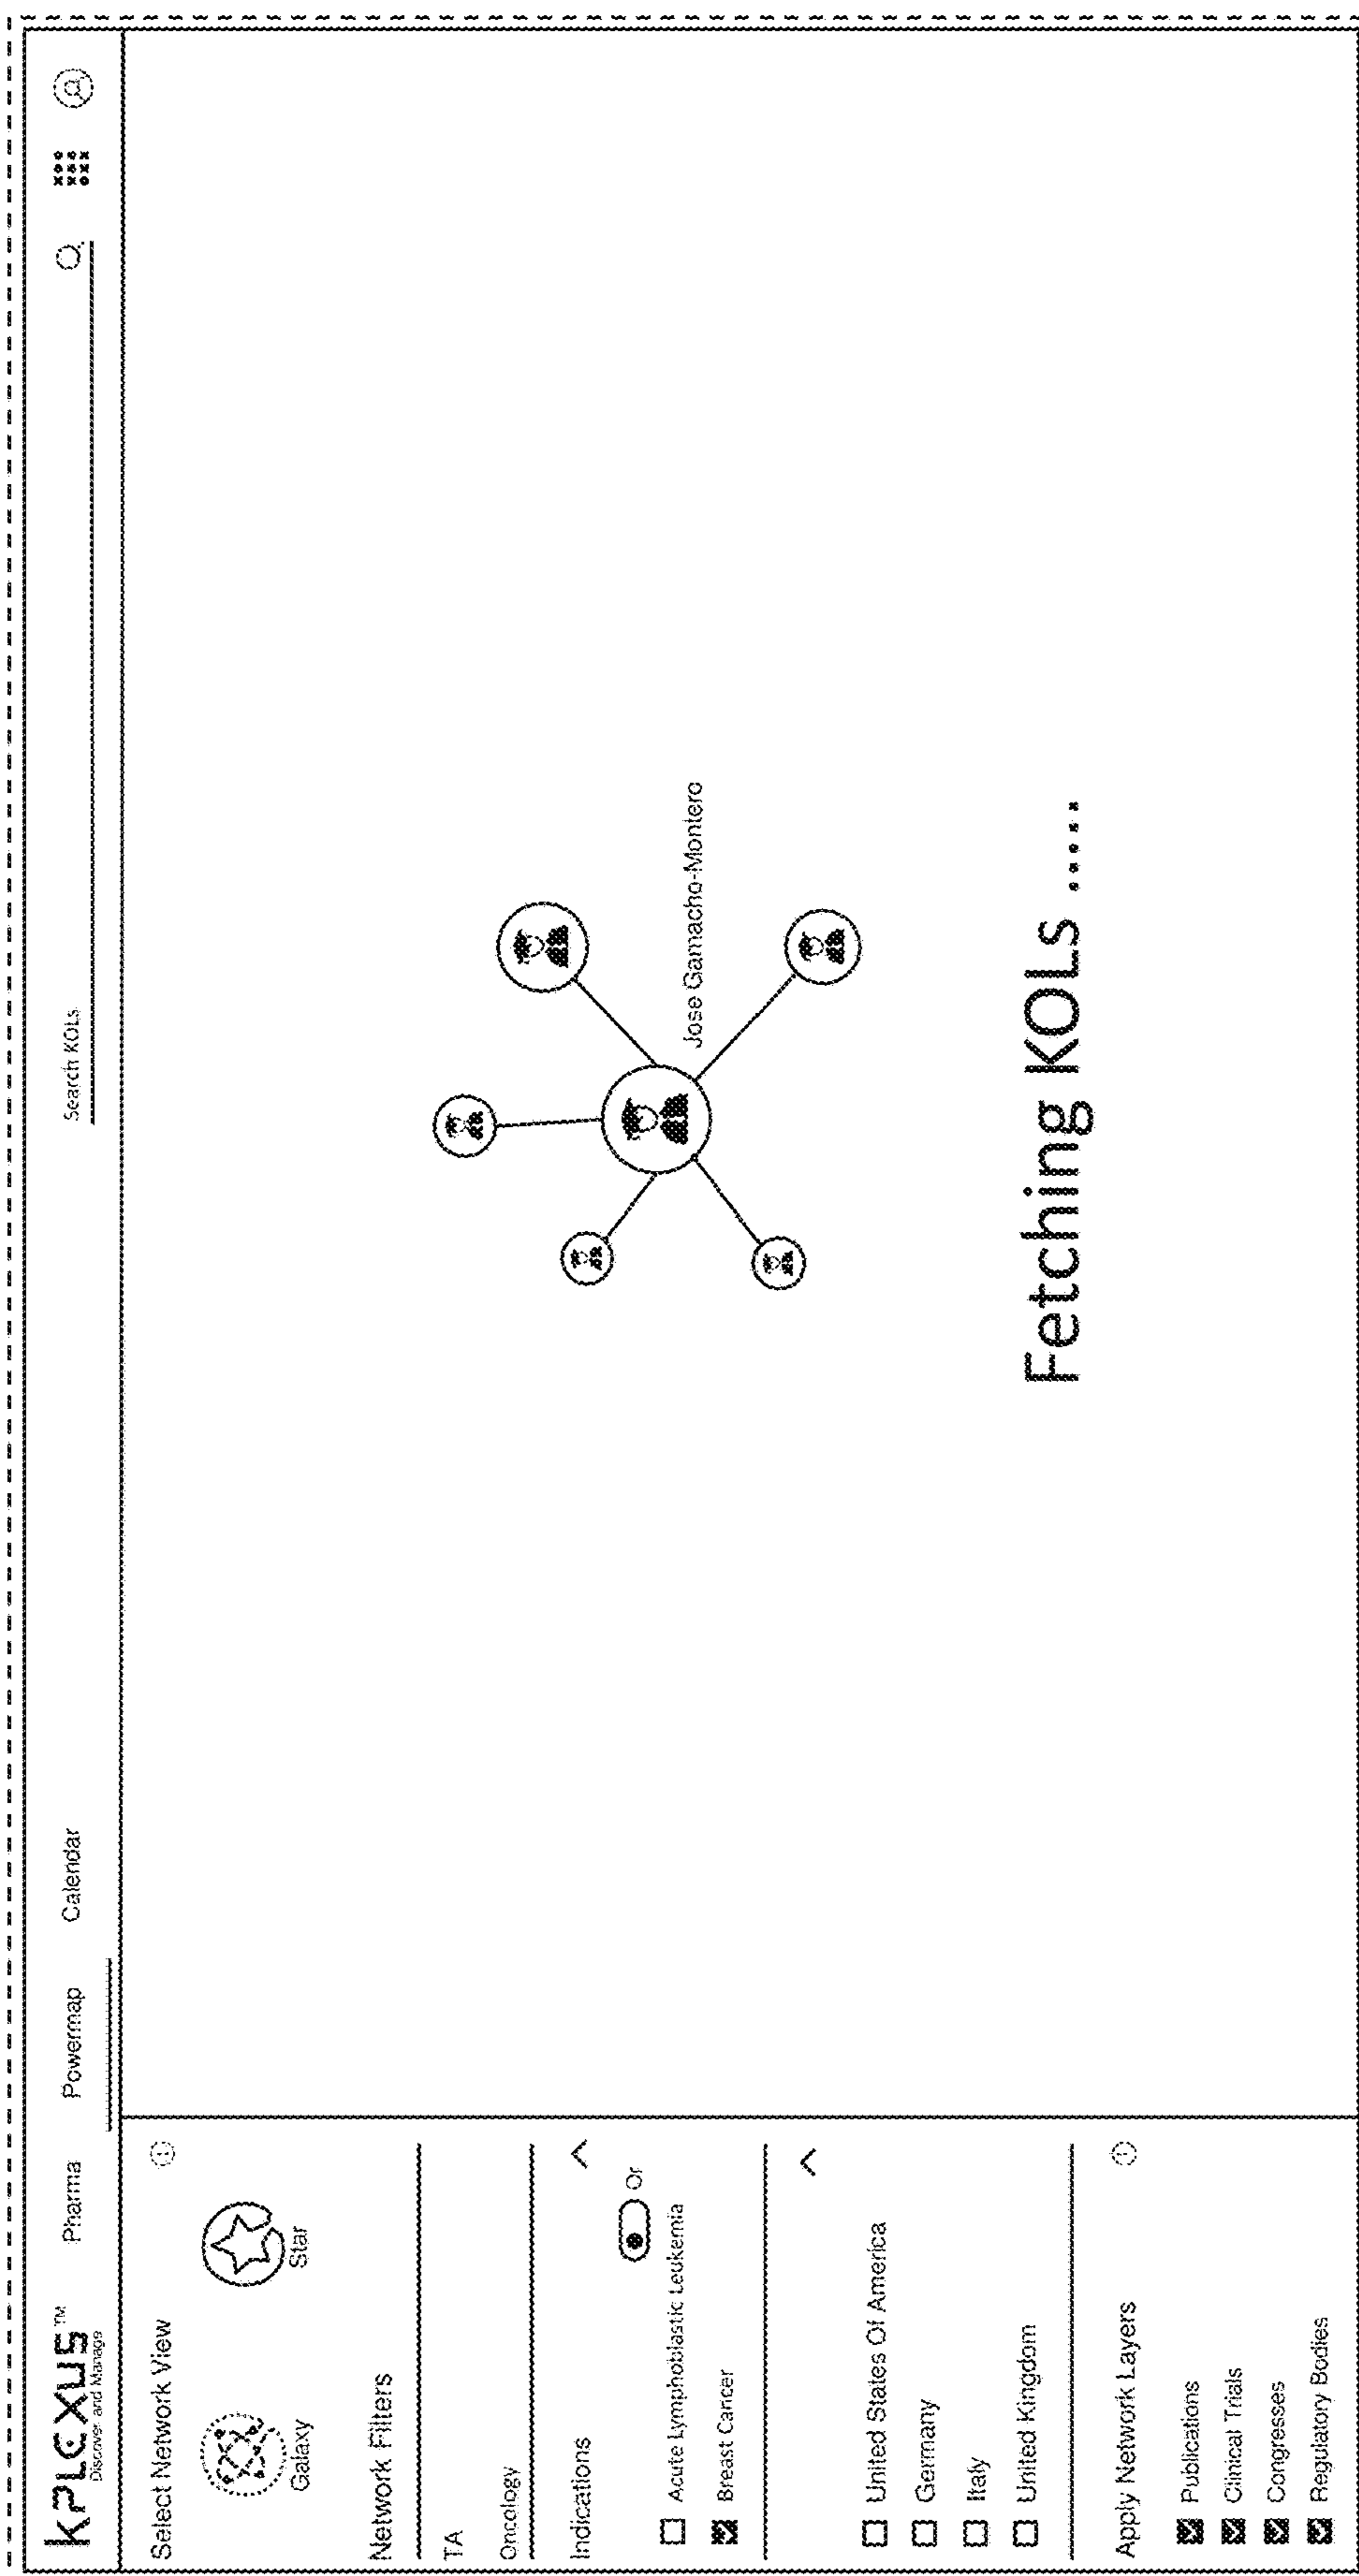 kPLEXUS™
Discover and Manage
Pharma
Powermap
Calendar
Search KOLs
Select Network View
Galaxy
Star
Network Filters
TA
Oncology
Indications
Or
Acute Lymphoblastic Leukemia
Breast Cancer
United States Of America
Germany
Italy
United Kingdom
Apply Network Layers
Publications
Clinical Trials
Congresses
Regulatory Bodies
Jose Garnacho-Montero
Fetching KOLs .....